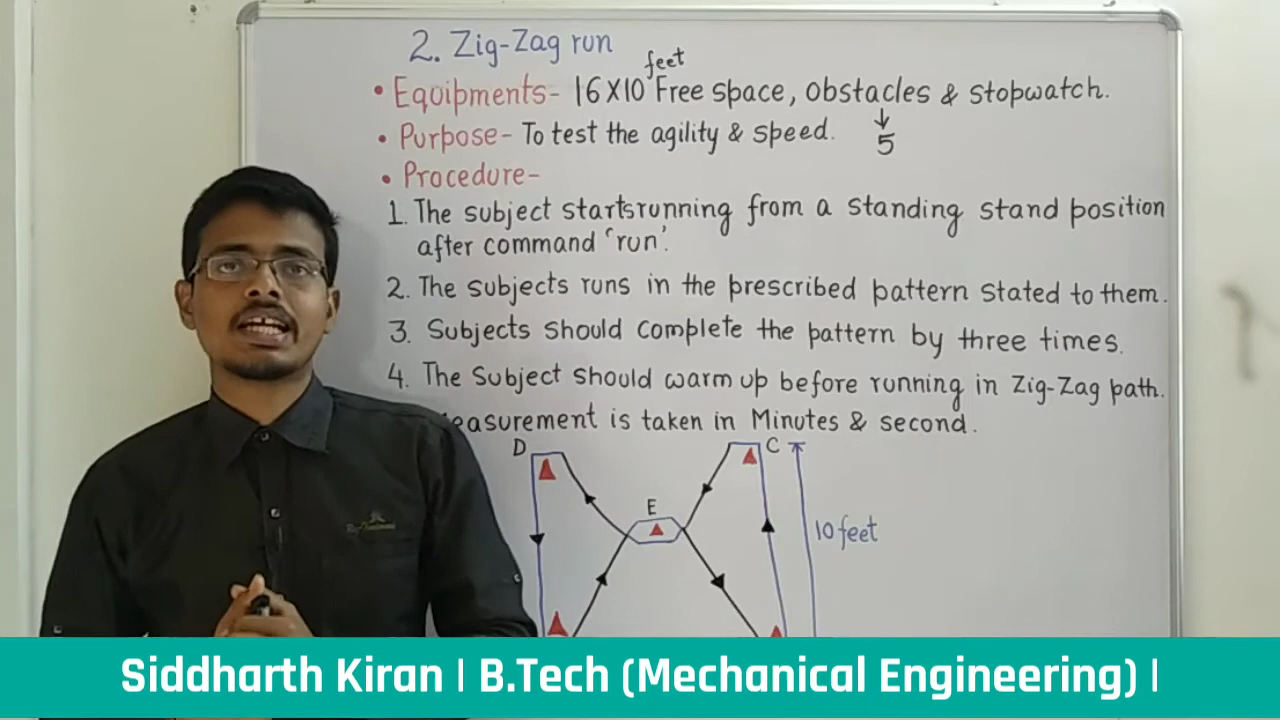 2. Zig-Zag run
feet
• Equipments- 16X10 Free space, obstacles & stopwatch.
5
• Purpose- To test the agility & speed.
• Procedure-
1. The subject starts running from a standing stand position
after command 'run'.
2. The subjects runs in the prescribed pattern stated to them.
3. Subjects should complete the pattern by three times.
4. The Subject should warm up before running in Zig-Zag path.
easurement is taken in Minutes & second.
D
C
E
10 feet
Siddharth Kiran | B.Tech (Mechanical Engineering) |